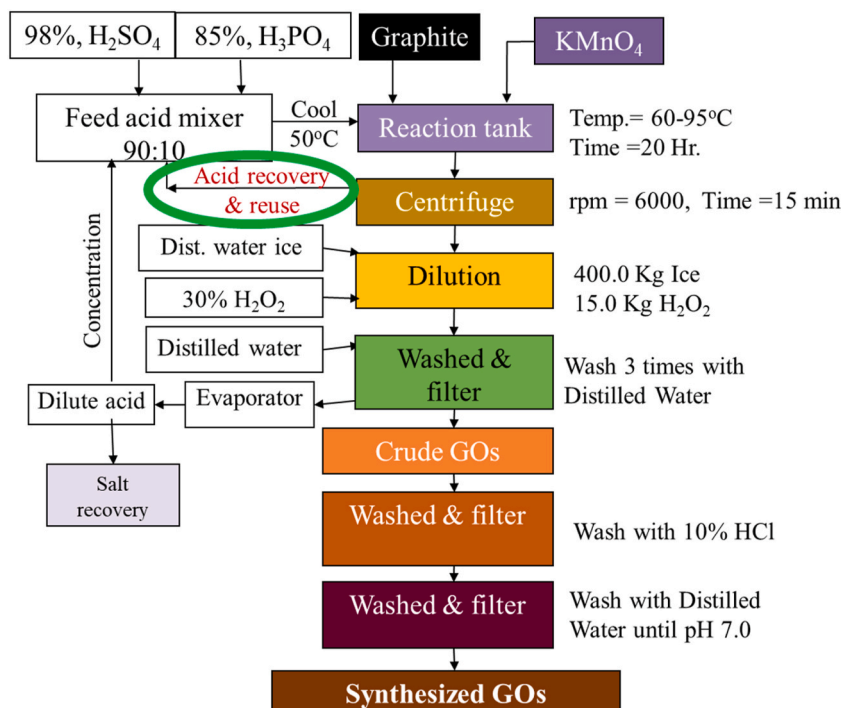 98%, H₂SO₄
85%, H₃PO₄
Graphite
KMnO₄
Feed acid mixer
90:10
Cool
50ᵒC
Reaction tank
Temp.= 60-95ᵒC
Time =20 Hr.
Acid recovery
& reuse
Centrifuge
rpm = 6000, Time =15 min
Concentration
Dist. water ice
30% H₂O₂
Dilution
400.0 Kg Ice
15.0 Kg H₂O₂
Distilled water
Washed &
filter
Wash 3 times with
Distilled Water
Dilute acid
Evaporator
Salt
recovery
Crude GOs
Washed & filter
Wash with 10% HCl
Washed & filter
Wash with Distilled
Water until pH 7.0
Synthesized GOs